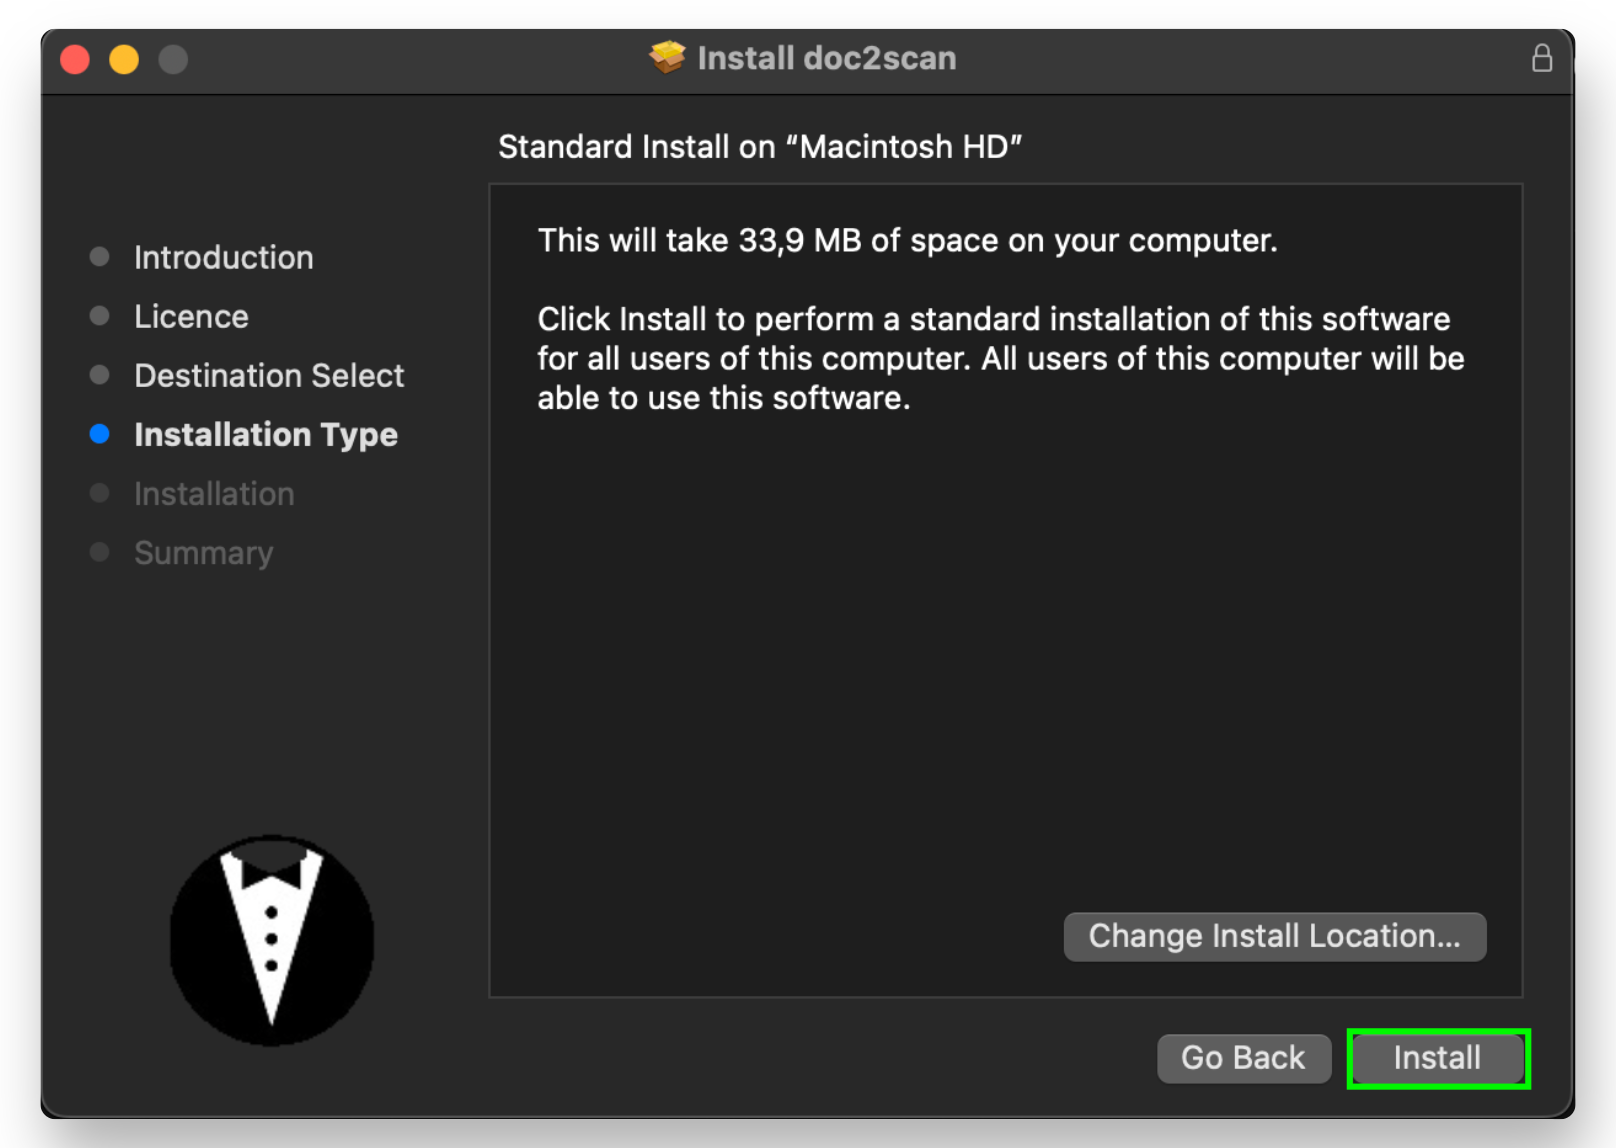 Install doc2scan
Standard Install on “Macintosh HD”
Introduction
Licence
Destination Select
Installation Type
Installation
Summary
This will take 33,9 MB of space on your computer.
Click Install to perform a standard installation of this software
for all users of this computer. All users of this computer will be
able to use this software.
Change Install Location...
Go Back
Install